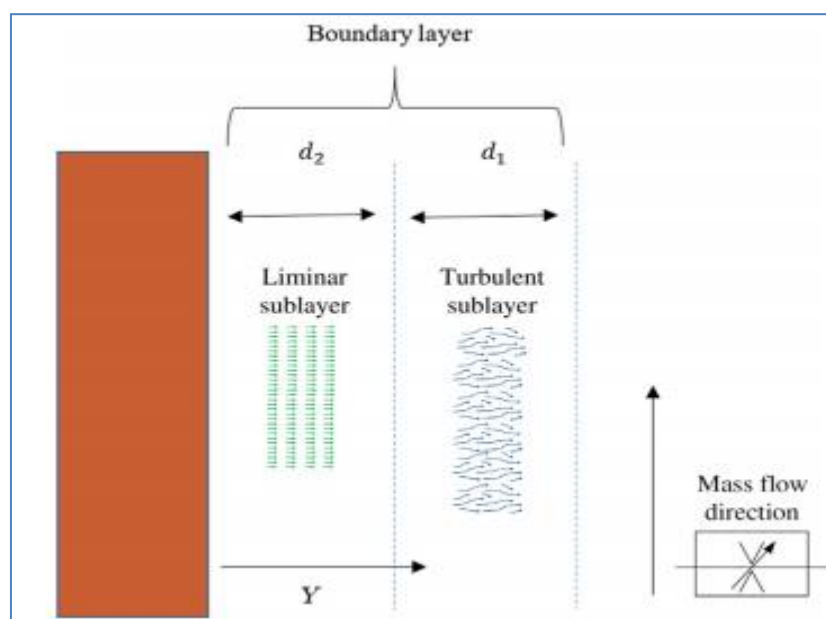 Boundary layer
d₂ d₁
Liminar
sublayer
Turbulent
sublayer
Mass flow
direction
Y